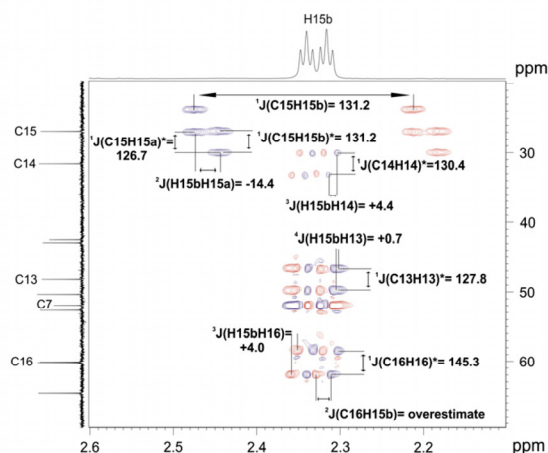 H15b
ppm
ppm
¹J(C15H15b)= 131.2
C15
¹J(C15H15a)*=
126.7
¹J(C15H15b)*= 131.2
30
C14
¹J(C14H14)*=130.4
²J(H15bH15a)= -14.4
³J(H15bH14)= +4.4
40
⁴J(H15bH13)= +0.7
C13
¹J(C13H13)*= 127.8
50
C7
³J(H15bH16)=
+4.0
C16
¹J(C16H16)*= 145.3
60
²J(C16H15b)= overestimate
2.6
2.5
2.4
2.3
2.2
ppm